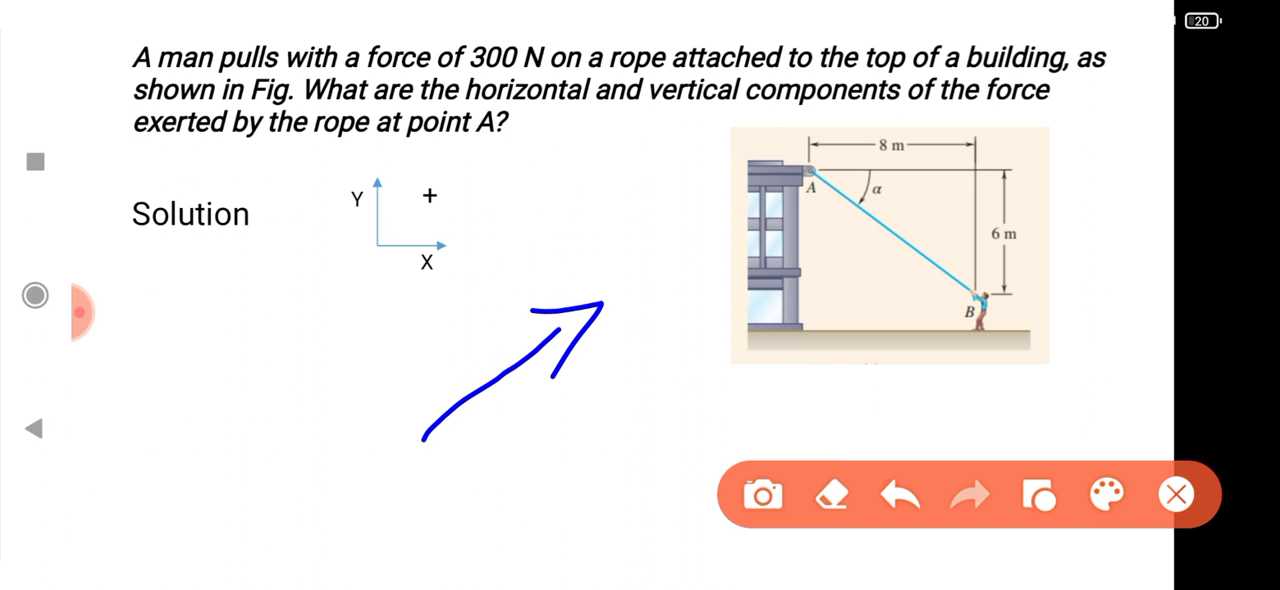 20
A man pulls with a force of 300 N on a rope attached to the top of a building, as
shown in Fig. What are the horizontal and vertical components of the force
exerted by the rope at point A?
8 m
A
α
6 m
B
Solution
Y
+
X